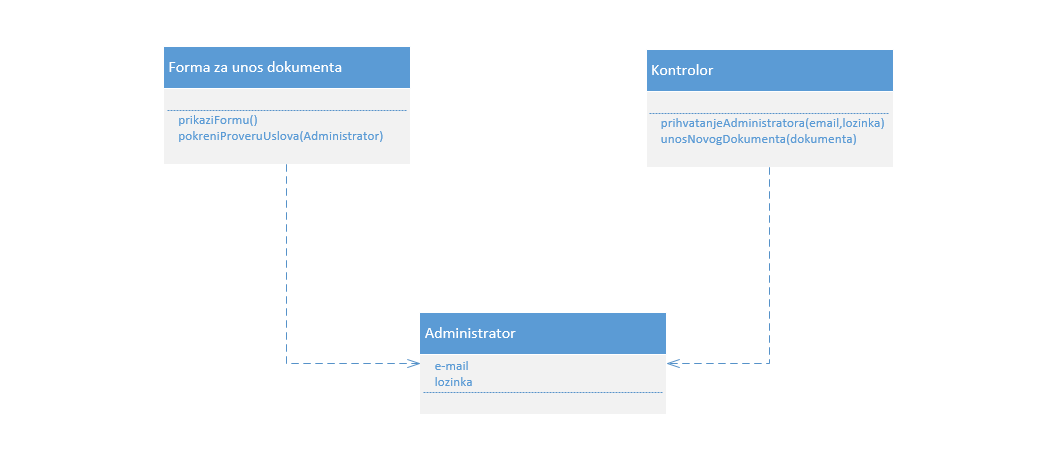 Forma za unos dokumenta
prikaziFormu()
pokreniProveruUslova(Administrator)
Kontrolor
prihvatanjeAdministratora(email,lozinka)
unosNovogDokumenta(dokumenta)
Administrator
e-mail
lozinka